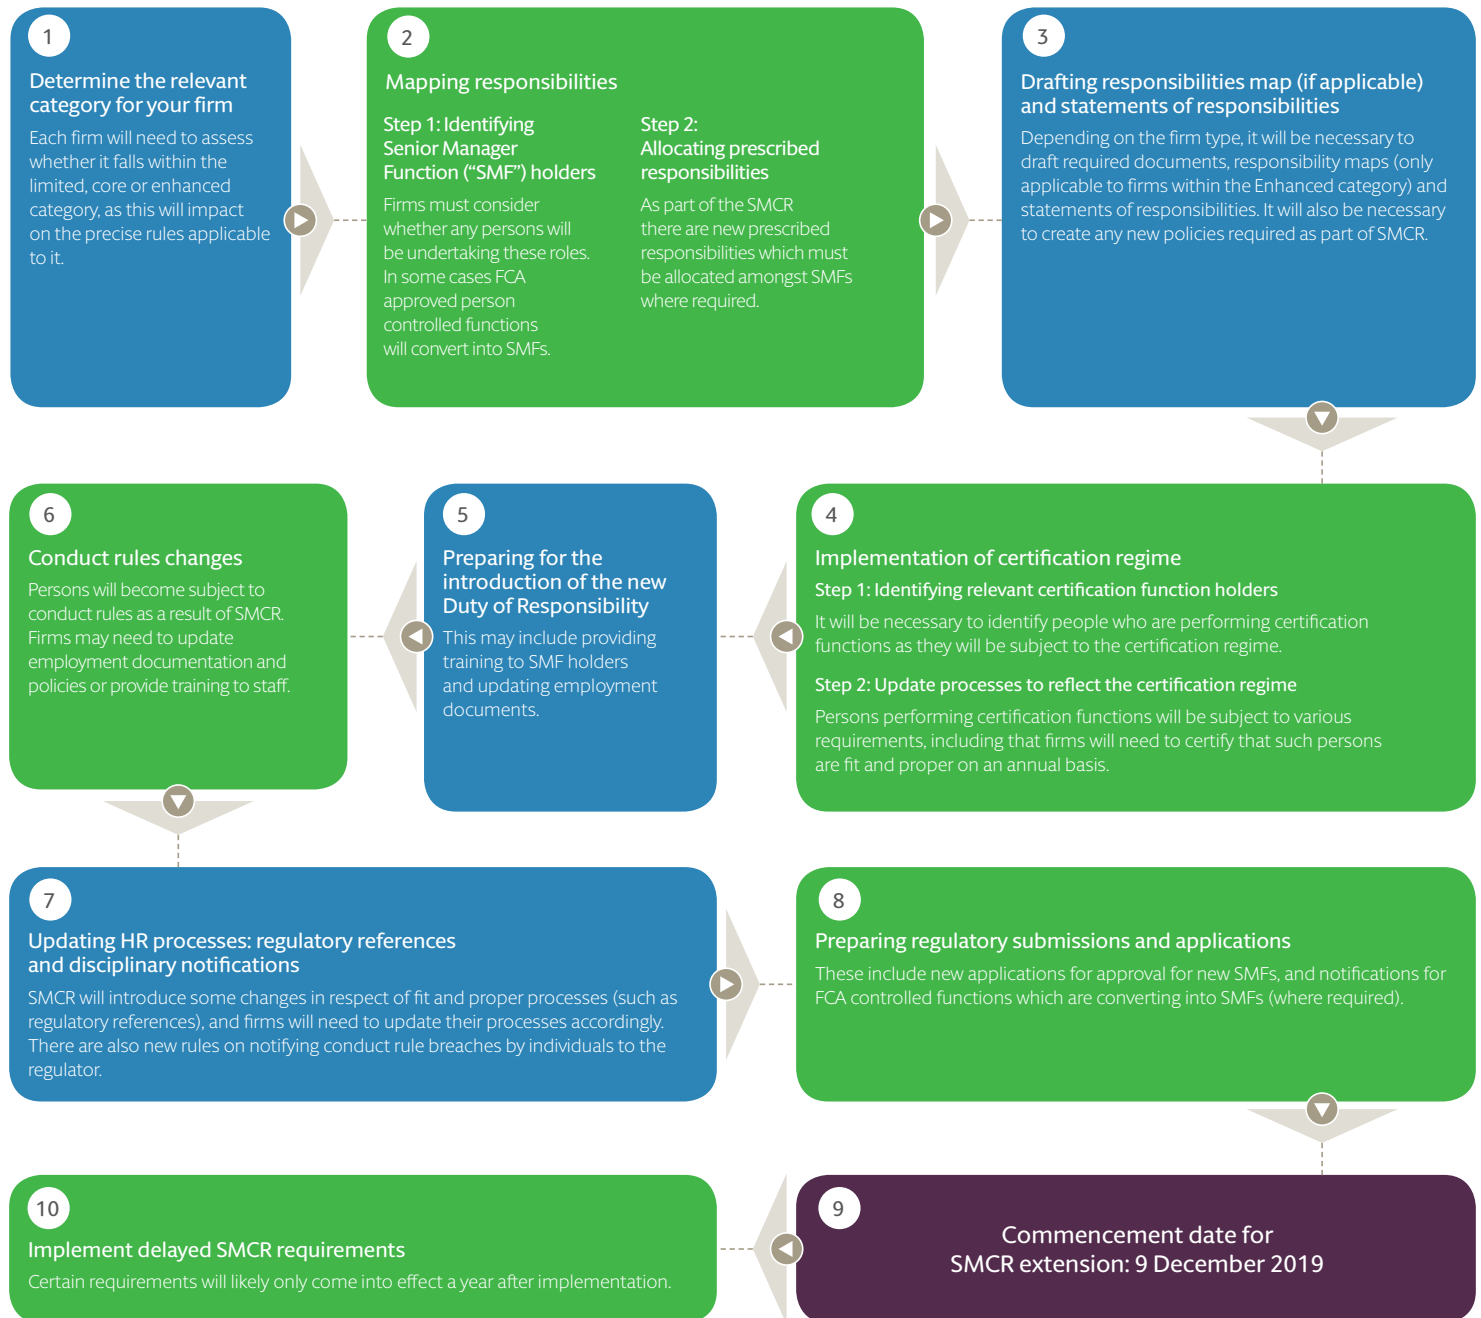 1
Determine the relevant
category for your firm
Each firm will need to assess
whether it falls within the
limited, core or enhanced
category, as this will impact
on the precise rules applicable
to it.
2
Mapping responsibilities
Step 1: Identifying
Senior Manager
Function (“SMF”) holders
Firms must consider
whether any persons will
be undertaking these roles.
In some cases FCA
approved person
controlled functions
will convert into SMFs.
Step 2:
Allocating prescribed
responsibilities
As part of the SMCR
there are new prescribed
responsibilities which must
be allocated amongst SMFs
where required.
3
Drafting responsibilities map (if applicable)
and statements of responsibilities
Depending on the firm type, it will be necessary to
draft required documents, responsibility maps (only
applicable to firms within the Enhanced category) and
statements of responsibilities. It will also be necessary
to create any new policies required as part of SMCR.
4
Implementation of certification regime
Step 1: Identifying relevant certification function holders
It will be necessary to identify people who are performing certification
functions as they will be subject to the certification regime.
Step 2: Update processes to reflect the certification regime
Persons performing certification functions will be subject to various
requirements, including that firms will need to certify that such persons
are fit and proper on an annual basis.
5
Preparing for the
introduction of the new
Duty of Responsibility
This may include providing
training to SMF holders
and updating employment
documents.
6
Conduct rules changes
Persons will become subject to
conduct rules as a result of SMCR.
Firms may need to update
employment documentation and
policies or provide training to staff.
7
Updating HR processes: regulatory references
and disciplinary notifications
SMCR will introduce some changes in respect of fit and proper processes (such as
regulatory references), and firms will need to update their processes accordingly.
There are also new rules on notifying conduct rule breaches by individuals to the
regulator.
8
Preparing regulatory submissions and applications
These include new applications for approval for new SMFs, and notifications for
FCA controlled functions which are converting into SMFs (where required).
9
Commencement date for
SMCR extension: 9 December 2019
10
Implement delayed SMCR requirements
Certain requirements will likely only come into effect a year after implementation.